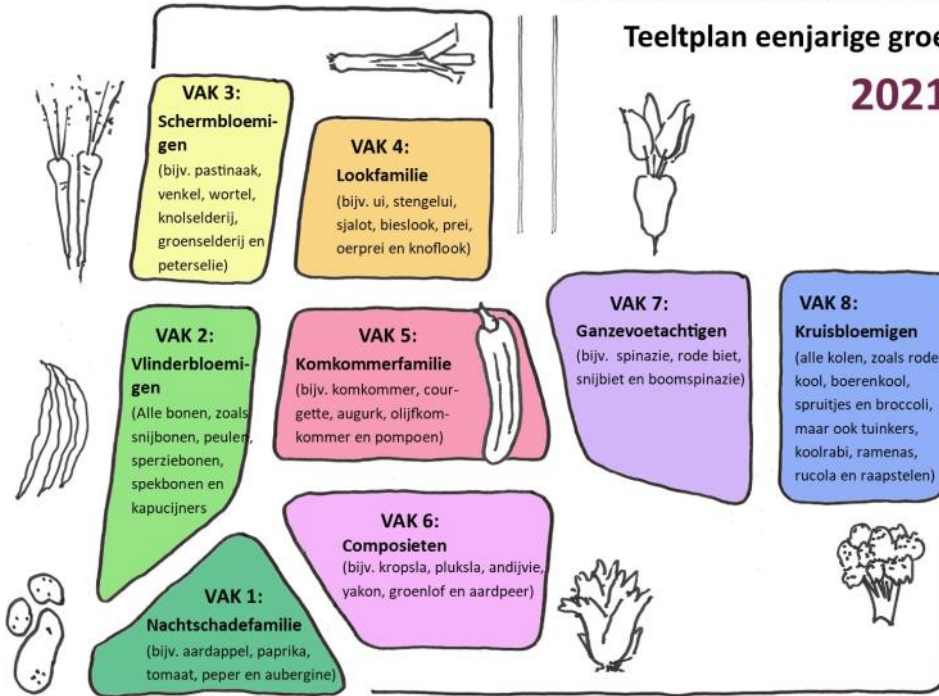 Teeltplan eenjarige groe
2021
VAK 3:
Schermbloemi-
gen
(bijv. pastinaak,
venkel, wortel,
knolselderij,
groenselderij en
peterselie)
VAK 4:
Lookfamilie
(bijv. ui, stengelui,
sjalot, bieslook, prei,
oerprei en knoflook)
VAK 2:
Vlinderbloemi-
gen
(Alle bonen, zoals
snijbonen, peulen,
sperziebonen,
spekbonen en
kapucijners
VAK 5:
Komkommerfamilie
(bijv. komkommer, cour-
gette, augurk, olijfkom-
kommer en pompoen)
VAK 7:
Ganzevoetachtigen
(bijv. spinazie, rode biet,
snijbiet en boomspinazie)
VAK 8:
Kruisbloemigen
(alle kolen, zoals rode
kool, boerenkool,
spruitjes en broccoli,
maar ook tuinkers,
koolrabi, ramenas,
rucola en raapstelen)
VAK 6:
Composieten
(bijv. kropsla, pluksla, andijvie,
yakon, groenlof en aardpeer)
VAK 1:
Nachtschadefamilie
(bijv. aardappel, paprika,
tomaat, peper en aubergine)